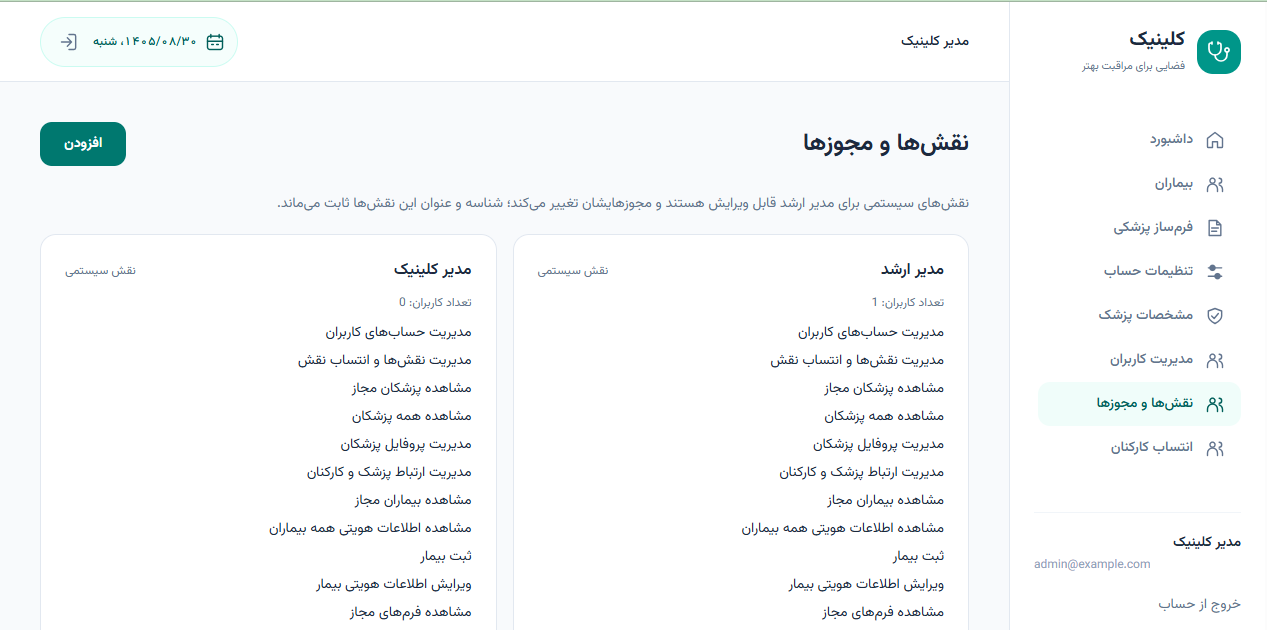 کلینیک
فضایی برای مراقبت بهتر
داشبورد
بیماران
فرم‌ساز پزشکی
تنظیمات حساب
مشخصات پزشک
مدیریت کاربران
نقش‌ها و مجوزها
انتساب کارکنان
مدیر کلینیک
admin@example.com
خروج از حساب
مدیر کلینیک
۱۴۰۵/۰۸/۳۰، شنبه
نقش‌ها و مجوزها
افزودن
نقش‌های سیستمی برای مدیر ارشد قابل ویرایش هستند و مجوزهایشان تغییر می‌کند؛ شناسه و عنوان این نقش‌ها ثابت می‌ماند.
مدیر ارشد
نقش سیستمی
تعداد کاربران: 1
مدیریت حساب‌های کاربران
مدیریت نقش‌ها و انتساب نقش
مشاهده پزشکان مجاز
مشاهده همه پزشکان
مدیریت پروفایل پزشکان
مدیریت ارتباط پزشک و کارکنان
مشاهده بیماران مجاز
مشاهده اطلاعات هویتی همه بیماران
ثبت بیمار
ویرایش اطلاعات هویتی بیمار
مشاهده فرم‌های مجاز
مدیر کلینیک
نقش سیستمی
تعداد کاربران: 0
مدیریت حساب‌های کاربران
مدیریت نقش‌ها و انتساب نقش
مشاهده پزشکان مجاز
مشاهده همه پزشکان
مدیریت پروفایل پزشکان
مدیریت ارتباط پزشک و کارکنان
مشاهده بیماران مجاز
مشاهده اطلاعات هویتی همه بیماران
ثبت بیمار
ویرایش اطلاعات هویتی بیمار
مشاهده فرم‌های مجاز